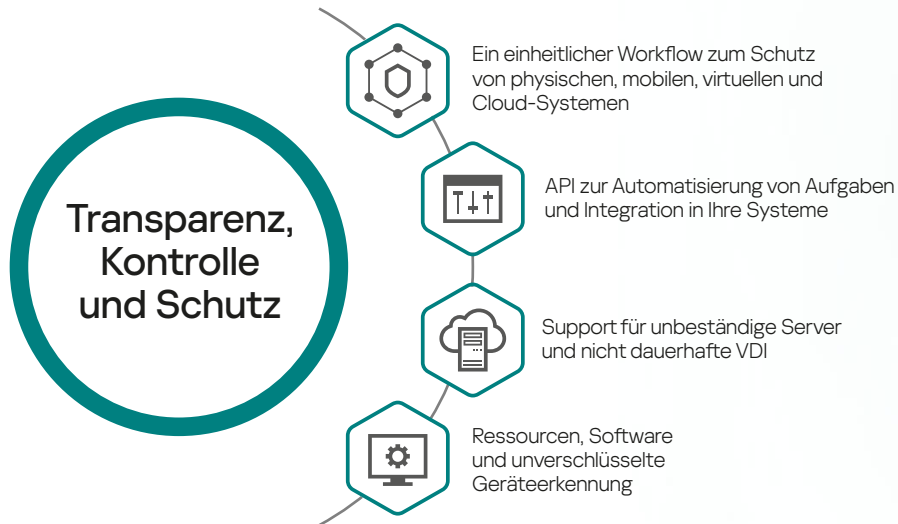 Transparenz,
Kontrolle
und Schutz
Ein einheitlicher Workflow zum Schutz
von physischen, mobilen, virtuellen und
Cloud-Systemen
API zur Automatisierung von Aufgaben
und Integration in Ihre Systeme
Support für unbeständige Server
und nicht dauerhafte VDI
Ressourcen, Software
und unverschlüsselte
Geräteerkennung